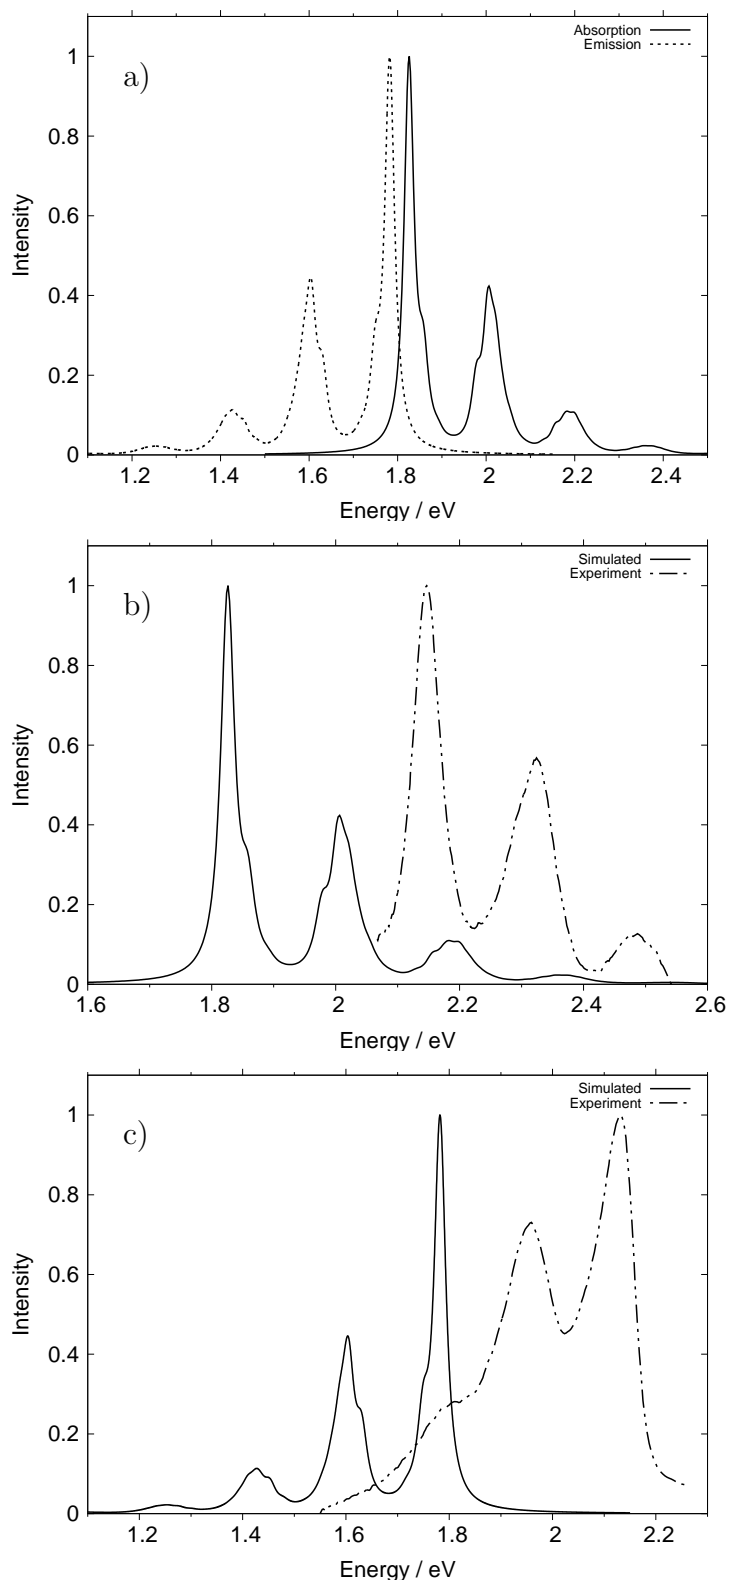 Absorption
Emission
a)
1
0.8
0.6
0.4
0.2
0
Intensity
1.2 1.4 1.6 1.8 2 2.2 2.4
Energy / eV
Simulated
Experiment
b)
1
0.8
0.6
0.4
0.2
0
Intensity
1.6 1.8 2 2.2 2.4 2.6
Energy / eV
Simulated
Experiment
c)
1
0.8
0.6
0.4
0.2
0
Intensity
1.2 1.4 1.6 1.8 2 2.2
Energy / eV